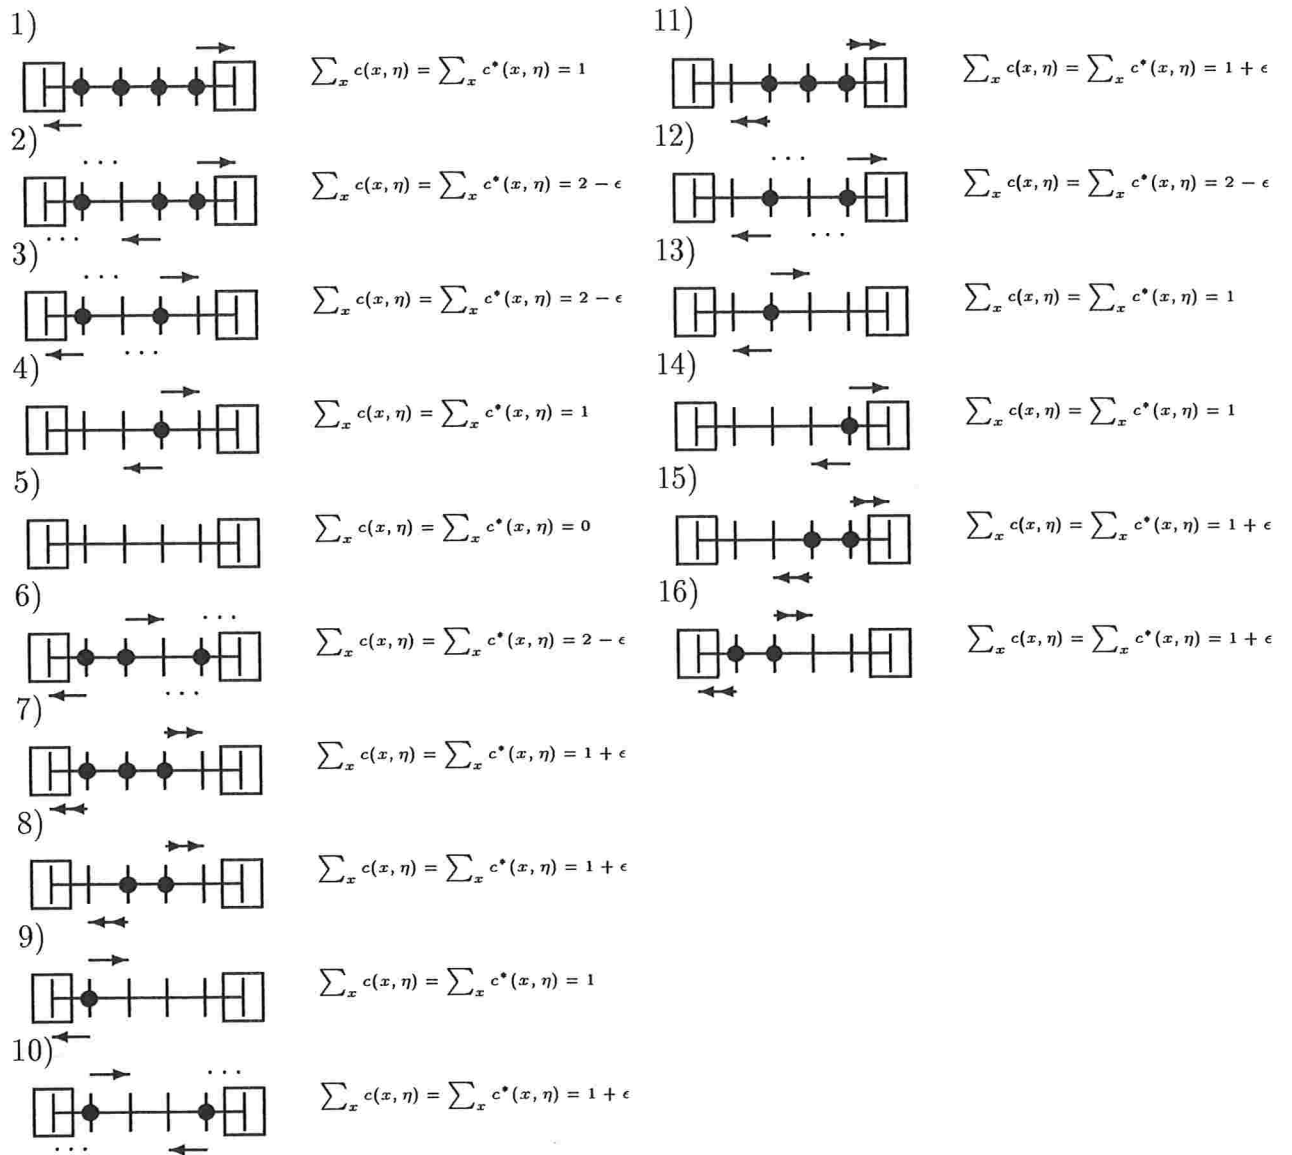 1)
∑ₓ c(x, η) = ∑ₓ c*(x, η) = 1
2)
· · ·
∑ₓ c(x, η) = ∑ₓ c*(x, η) = 2 − ϵ
· · ·
3)
· · ·
∑ₓ c(x, η) = ∑ₓ c*(x, η) = 2 − ϵ
· · ·
4)
∑ₓ c(x, η) = ∑ₓ c*(x, η) = 1
5)
∑ₓ c(x, η) = ∑ₓ c*(x, η) = 0
6)
· · ·
∑ₓ c(x, η) = ∑ₓ c*(x, η) = 2 − ϵ
· · ·
7)
∑ₓ c(x, η) = ∑ₓ c*(x, η) = 1 + ϵ
8)
∑ₓ c(x, η) = ∑ₓ c*(x, η) = 1 + ϵ
9)
∑ₓ c(x, η) = ∑ₓ c*(x, η) = 1
10)
· · ·
∑ₓ c(x, η) = ∑ₓ c*(x, η) = 1 + ϵ
· · ·
11)
∑ₓ c(x, η) = ∑ₓ c*(x, η) = 1 + ϵ
12)
· · ·
∑ₓ c(x, η) = ∑ₓ c*(x, η) = 2 − ϵ
· · ·
13)
∑ₓ c(x, η) = ∑ₓ c*(x, η) = 1
14)
∑ₓ c(x, η) = ∑ₓ c*(x, η) = 1
15)
∑ₓ c(x, η) = ∑ₓ c*(x, η) = 1 + ϵ
16)
∑ₓ c(x, η) = ∑ₓ c*(x, η) = 1 + ϵ